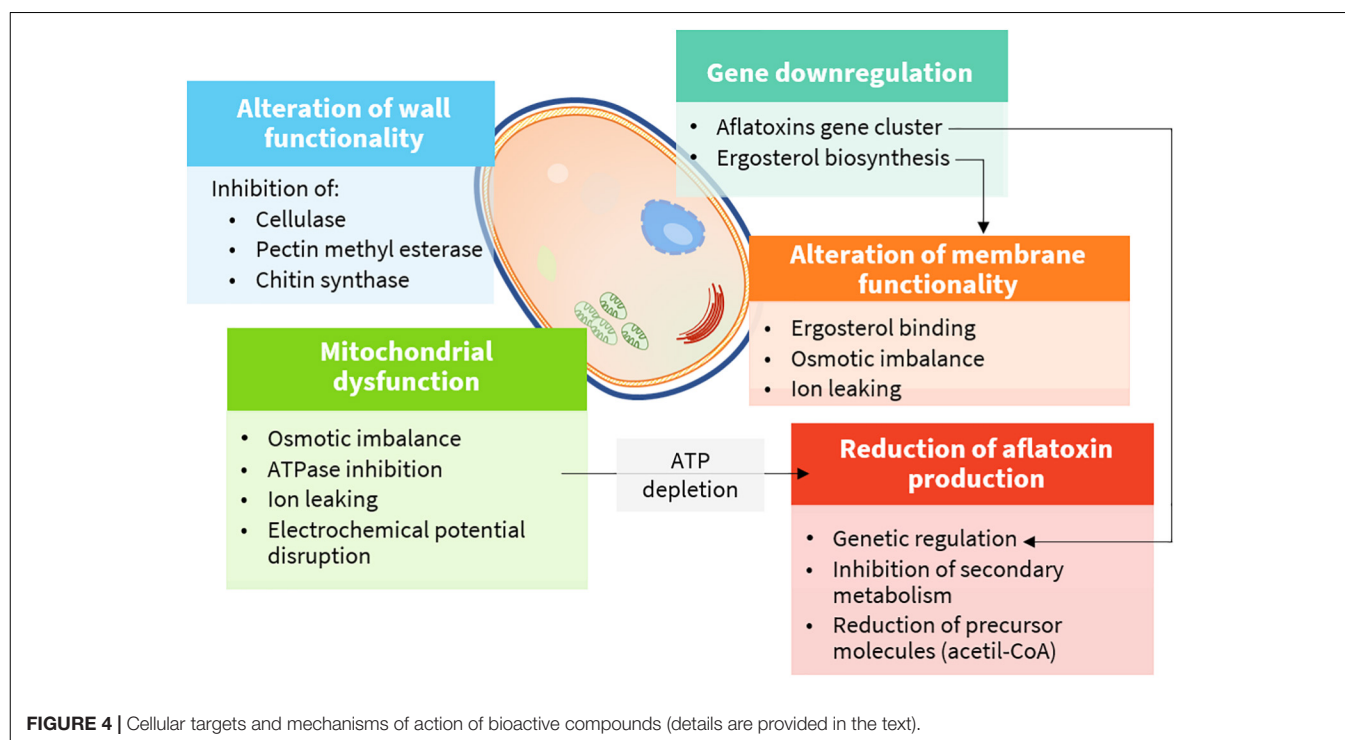 Alteration of wall
functionality
Inhibition of:
• Cellulase
• Pectin methyl esterase
• Chitin synthase
Gene downregulation
• Aflatoxins gene cluster
• Ergosterol biosynthesis
Alteration of membrane
functionality
• Ergosterol binding
• Osmotic imbalance
• Ion leaking
Mitochondrial
dysfunction
• Osmotic imbalance
• ATPase inhibition
• Ion leaking
• Electrochemical potential
disruption
ATP
depletion
Reduction of aflatoxin
production
• Genetic regulation
• Inhibition of secondary
metabolism
• Reduction of precursor
molecules (acetil-CoA)
FIGURE 4 | Cellular targets and mechanisms of action of bioactive compounds (details are provided in the text).